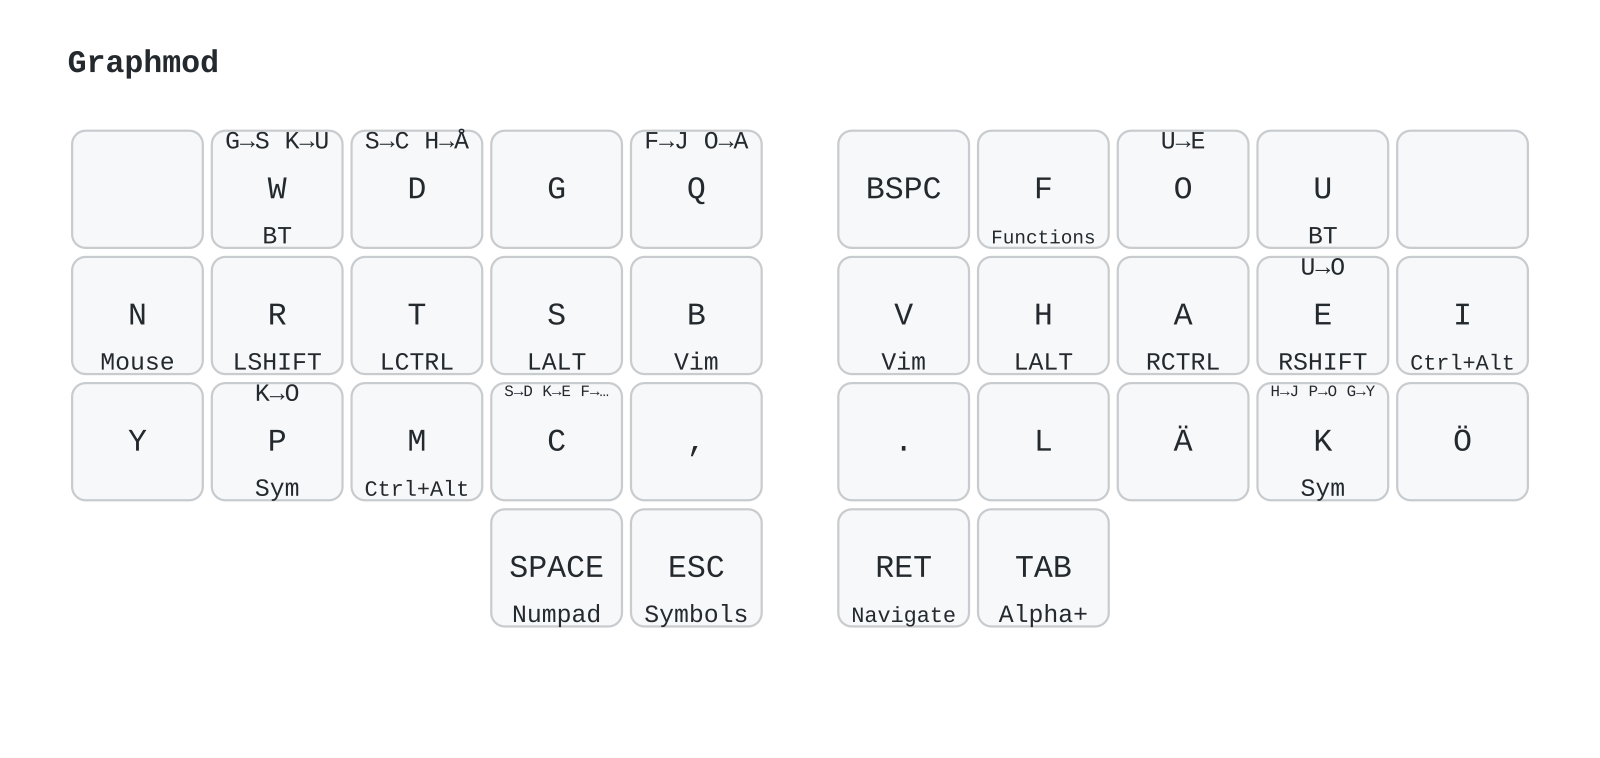 Graphmod
G→S K→U S→C H→Å F→J O→A U→E
W D G Q BSPC F O U
BT Functions BT
U→O
N R T S B V H A E I
Mouse LSHIFT LCTRL LALT Vim Vim LALT RCTRL RSHIFT Ctrl+Alt
K→O S→D K→E F→… H→J P→O G→Y
Y P M C , . L Ä K Ö
Sym Ctrl+Alt Sym
SPACE ESC RET TAB
Numpad Symbols Navigate Alpha+